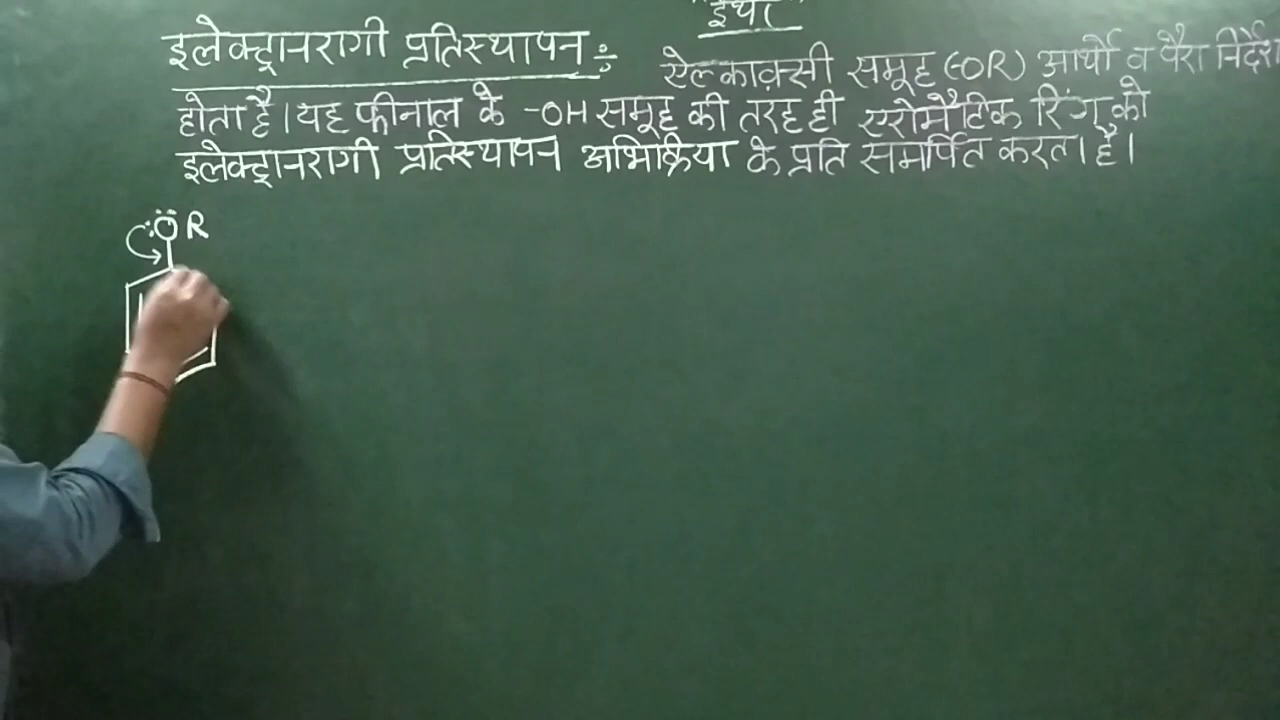 ईथर
इलेक्ट्रानरागी प्रतिस्थापन ÷ ऐल्काक़्सी समूह (-OR) आर्थो व पैरा निर्देश
होता है। यह फीनाल के -OH समूह की तरह ही एरोमैटिक रिंग को
इलेक्ट्रानरागी प्रतिस्थापन अभिक्रिया के प्रति समर्पित करता है।
:ÖR